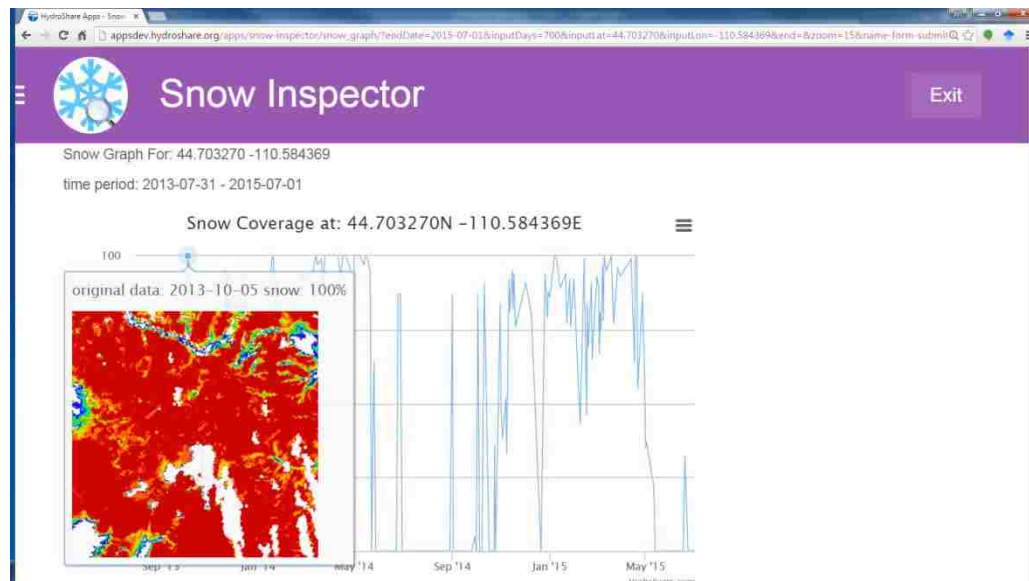 HydroShare Apps - Snow
appsdev.hydroshare.org/apps/snow-inspector/snow_graph/?endDate=2015-07-01&inputDays=700&inputLat=44.703270&inputLon=-110.584369&end=&zoom=15&name-form-submit
Snow Inspector
Exit
Snow Graph For: 44.703270 -110.584369
time period: 2013-07-31 - 2015-07-01
Snow Coverage at: 44.703270N -110.584369E
100
original data: 2013-10-05 snow: 100%
Sep '13 Jan '14 May '14 Sep '14 Jan '15 May '15
Highcharts.com